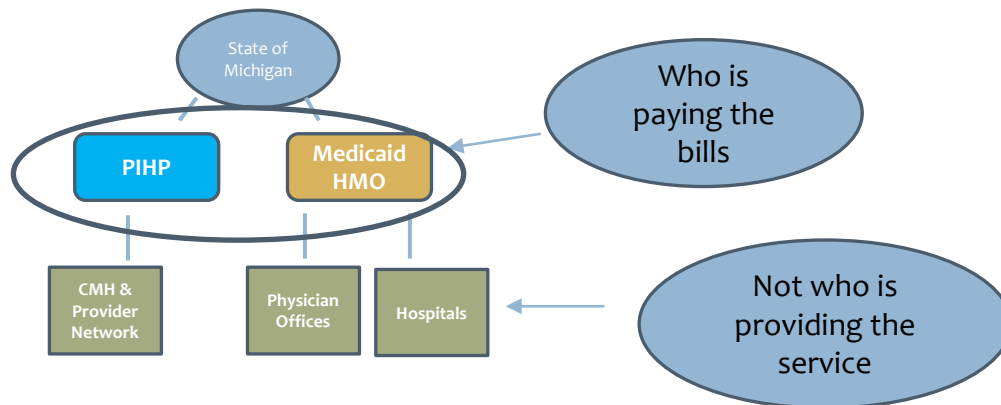 State of
Michigan
Who is
paying the
bills
PIHP
Medicaid
HMO
CMH &
Provider
Network
Physician
Offices
Hospitals
Not who is
providing the
service